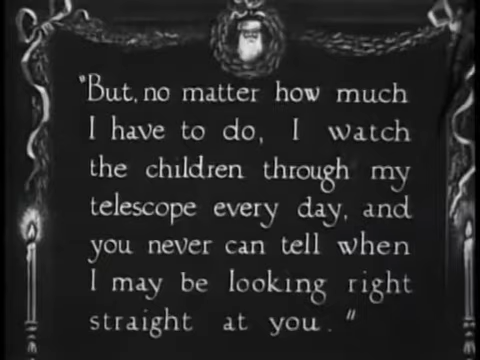 "But, no matter how much
I have to do, I watch
the children through my
telescope every day, and
you never can tell when
I may be looking right
straight at you."